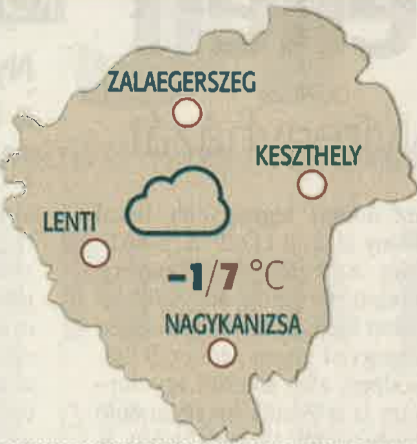 ZALAEGERSZEG
KESZTHELY
LENTI
-1/7 °C
NAGYKANIZSA